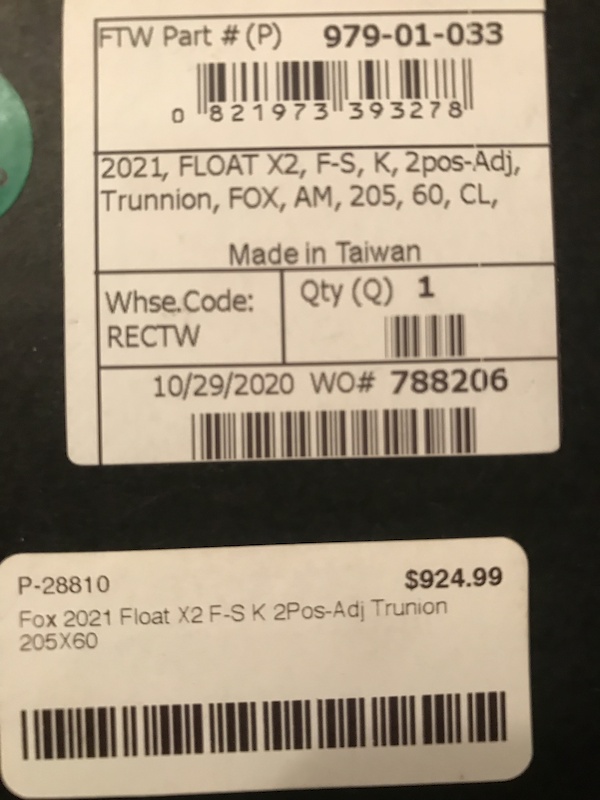 FTW Part # (P) 979-01-033
0 821973 393278
2021, FLOAT X2, F-S, K, 2pos-Adj,
Trunnion, FOX, AM, 205, 60, CL,
Made in Taiwan
Whse.Code:
RECTW
Qty (Q) 1
10/29/2020 WO# 788206
P-28810 $924.99
Fox 2021 Float X2 F-S K 2Pos-Adj Trunion
205X60